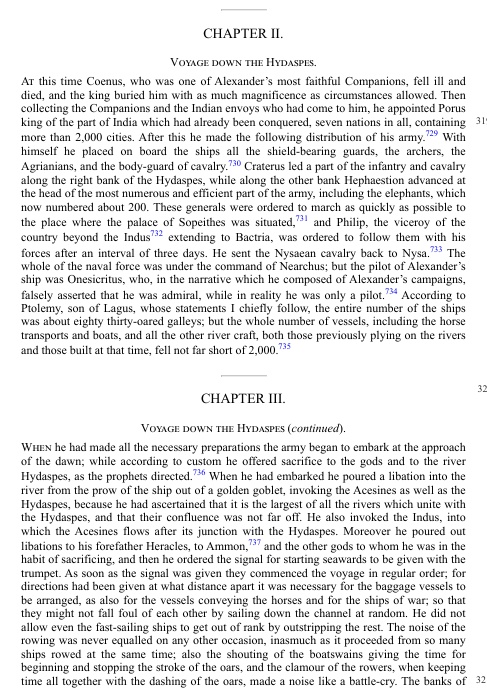 CHAPTER II.
VOYAGE DOWN THE HYDASPES.
AT this time Coenus, who was one of Alexander's most faithful Companions, fell ill and
died, and the king buried him with as much magnificence as circumstances allowed. Then
collecting the Companions and the Indian envoys who had come to him, he appointed Porus
king of the part of India which had already been conquered, seven nations in all, containing 31
more than 2,000 cities. After this he made the following distribution of his army.729 With
himself he placed on board the ships all the shield-bearing guards, the archers, the
Agrianians, and the body-guard of cavalry.730 Craterus led a part of the infantry and cavalry
along the right bank of the Hydaspes, while along the other bank Hephaestion advanced at
the head of the most numerous and efficient part of the army, including the elephants, which
now numbered about 200. These generals were ordered to march as quickly as possible to
the place where the palace of Sopeithes was situated,731 and Philip, the viceroy of the
country beyond the Indus732 extending to Bactria, was ordered to follow them with his
forces after an interval of three days. He sent the Nysaean cavalry back to Nysa.733 The
whole of the naval force was under the command of Nearchus; but the pilot of Alexander's
ship was Onesicritus, who, in the narrative which he composed of Alexander's campaigns,
falsely asserted that he was admiral, while in reality he was only a pilot.734 According to
Ptolemy, son of Lagus, whose statements I chiefly follow, the entire number of the ships
was about eighty thirty-oared galleys; but the whole number of vessels, including the horse
transports and boats, and all the other river craft, both those previously plying on the rivers
and those built at that time, fell not far short of 2,000.735
32
CHAPTER III.
VOYAGE DOWN THE HYDASPES (continued).
WHEN he had made all the necessary preparations the army began to embark at the approach
of the dawn; while according to custom he offered sacrifice to the gods and to the river
Hydaspes, as the prophets directed.736 When he had embarked he poured a libation into the
river from the prow of the ship out of a golden goblet, invoking the Acesines as well as the
Hydaspes, because he had ascertained that it is the largest of all the rivers which unite with
the Hydaspes, and that their confluence was not far off. He also invoked the Indus, into
which the Acesines flows after its junction with the Hydaspes. Moreover he poured out
libations to his forefather Heracles, to Ammon,737 and the other gods to whom he was in the
habit of sacrificing, and then he ordered the signal for starting seawards to be given with the
trumpet. As soon as the signal was given they commenced the voyage in regular order; for
directions had been given at what distance apart it was necessary for the baggage vessels to
be arranged, as also for the vessels conveying the horses and for the ships of war; so that
they might not fall foul of each other by sailing down the channel at random. He did not
allow even the fast-sailing ships to get out of rank by outstripping the rest. The noise of the
rowing was never equalled on any other occasion, inasmuch as it proceeded from so many
ships rowed at the same time; also the shouting of the boatswains giving the time for
beginning and stopping the stroke of the oars, and the clamour of the rowers, when keeping
time all together with the dashing of the oars, made a noise like a battle-cry. The banks of 32